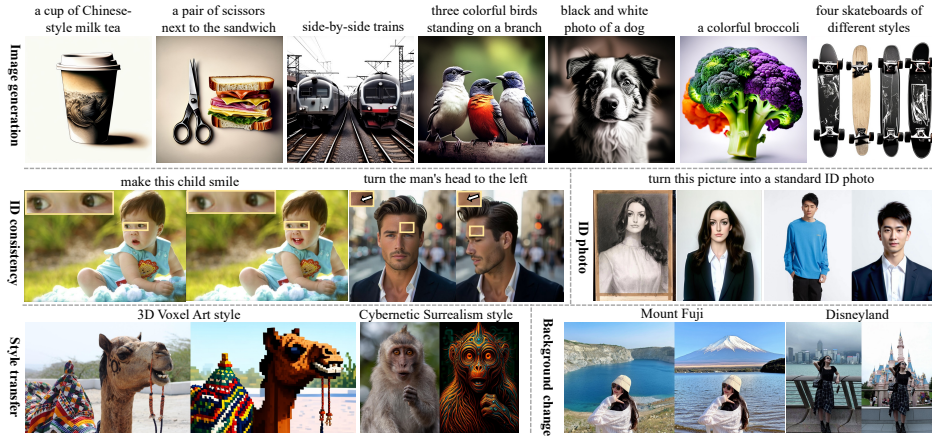 a cup of Chinese-
style milk tea
a pair of scissors
next to the sandwich
side-by-side trains
three colorful birds
standing on a branch
black and white
photo of a dog
a colorful broccoli
four skateboards of
different styles
Image generation
make this child smile
turn the man's head to the left
turn this picture into a standard ID photo
ID consistency
ID photo
3D Voxel Art style
Cybernetic Surrealism style
Mount Fuji
Disneyland
Style transfer
Background change